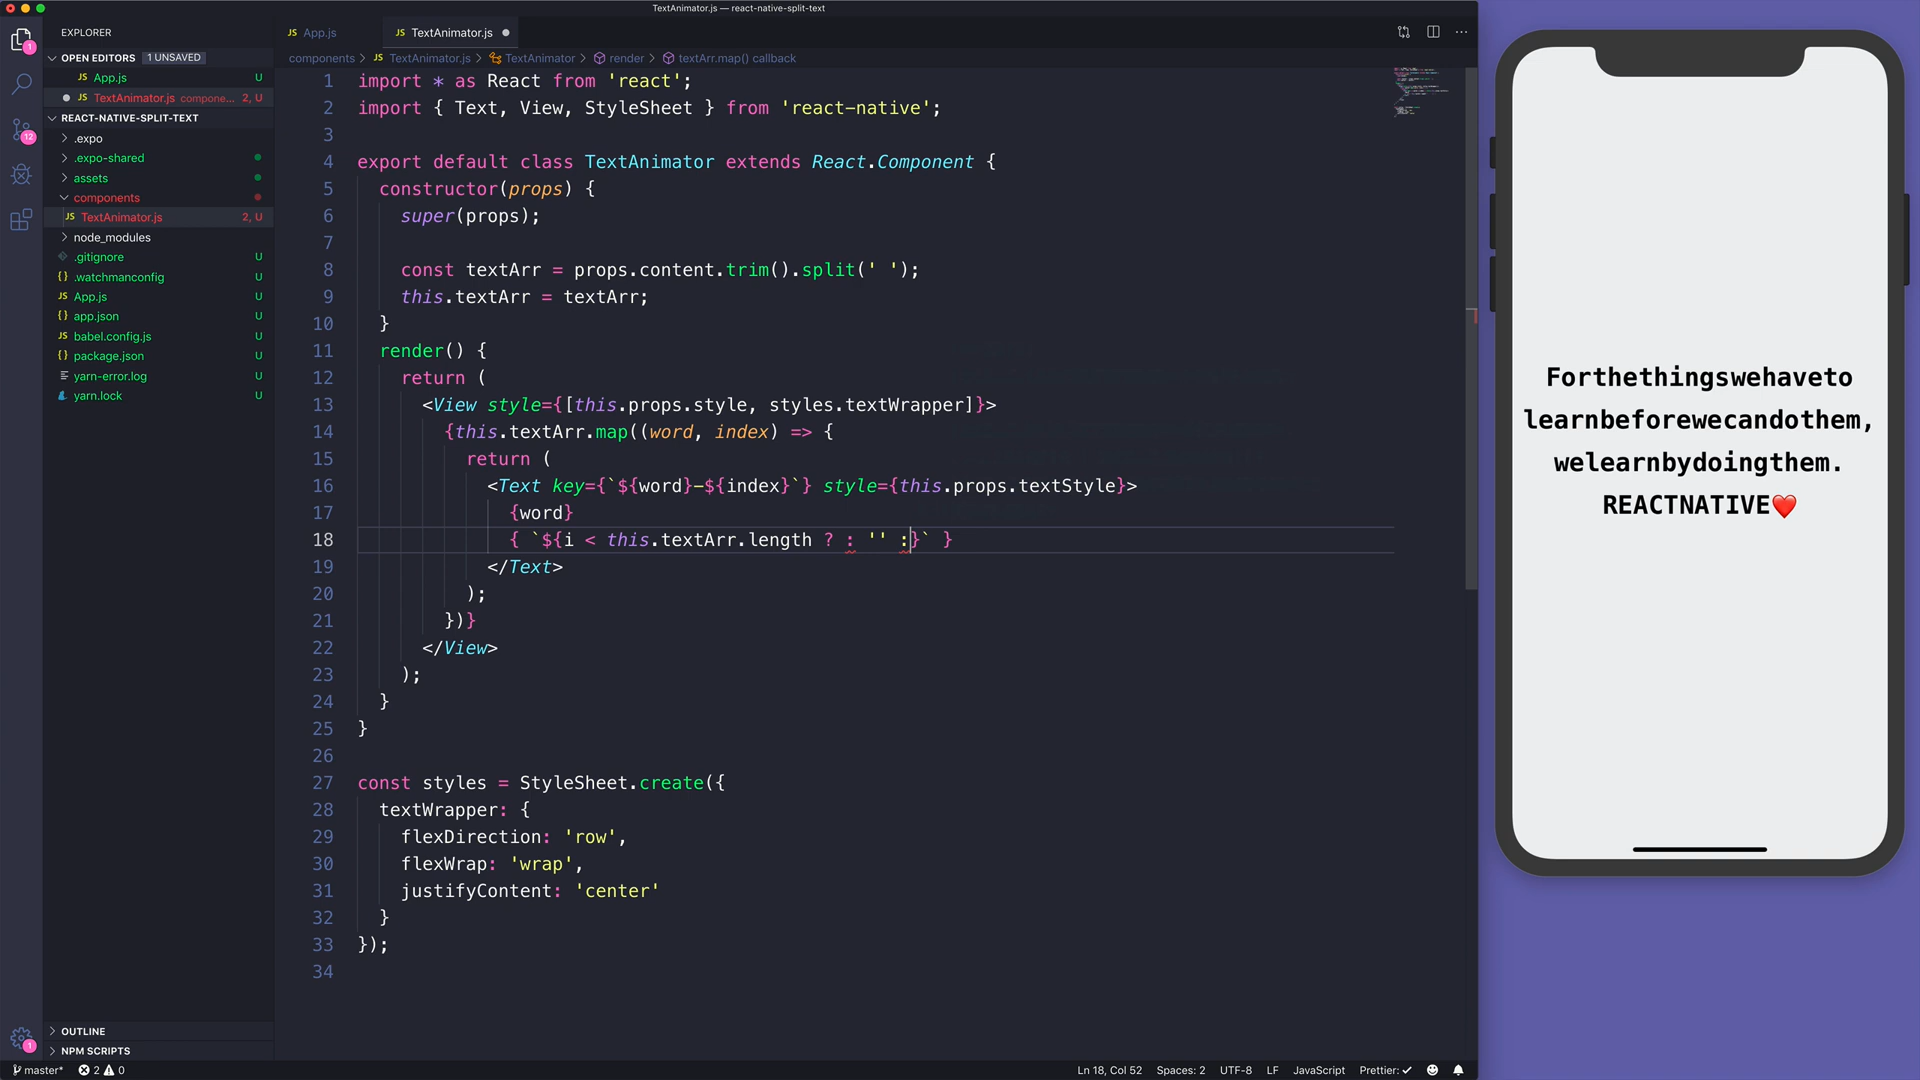 TextAnimator.js — react-native-split-text
EXPLORER
OPEN EDITORS 1 UNSAVED
App.js U
TextAnimator.js compone... 2, U
REACT-NATIVE-SPLIT-TEXT
.expo
.expo-shared
assets
components
JS TextAnimator.js 2, U
node_modules
.gitignore U
{} .watchmanconfig U
JS App.js U
{} app.json U
JS babel.config.js U
{} package.json U
yarn-error.log U
yarn.lock U
OUTLINE
NPM SCRIPTS
1
12
1
JS App.js
JS TextAnimator.js
components > JS TextAnimator.js > TextAnimator > render > textArr.map() callback
1 import * as React from 'react';
2 import { Text, View, StyleSheet } from 'react-native';
3
4 export default class TextAnimator extends React.Component {
5 constructor(props) {
6 super(props);
7
8 const textArr = props.content.trim().split(' ');
9 this.textArr = textArr;
10 }
11 render() {
12 return (
13 <View style={[this.props.style, styles.textWrapper]}>
14 {this.textArr.map((word, index) => {
15 return (
16 <Text key={`${word}-${index}`} style={this.props.textStyle}>
17 {word}
18 { `${i < this.textArr.length ? : '' :}` }
19 </Text>
20 );
21 })}
22 </View>
23 );
24 }
25 }
26
27 const styles = StyleSheet.create({
28 textWrapper: {
29 flexDirection: 'row',
30 flexWrap: 'wrap',
31 justifyContent: 'center'
32 }
33 });
34
master* 2 0
Ln 18, Col 52 Spaces: 2 UTF-8 LF JavaScript Prettier: ✓
Forthethingswehaveto
learnbeforewecandothem,
welearnbydoingthem.
REACTNATIVE❤️